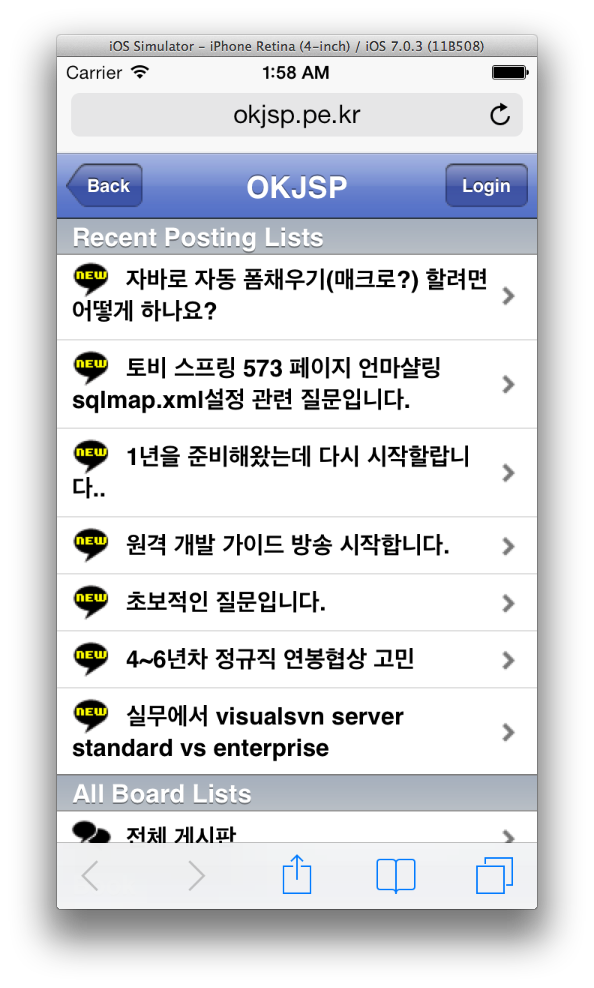 iOS Simulator – iPhone Retina (4-inch) / iOS 7.0.3 (11B508)
Carrier 1:58 AM
okjsp.pe.kr
Back OKJSP Login
Recent Posting Lists
NEW 자바로 자동 폼채우기(매크로?) 할려면
어떻게 하나요?
NEW 토비 스프링 573 페이지 언마샬링
sqlmap.xml설정 관련 질문입니다.
NEW 1년을 준비해왔는데 다시 시작할랍니
다..
NEW 원격 개발 가이드 방송 시작합니다.
NEW 초보적인 질문입니다.
NEW 4~6년차 정규직 연봉협상 고민
NEW 실무에서 visualsvn server
standard vs enterprise
All Board Lists
전체 게시판